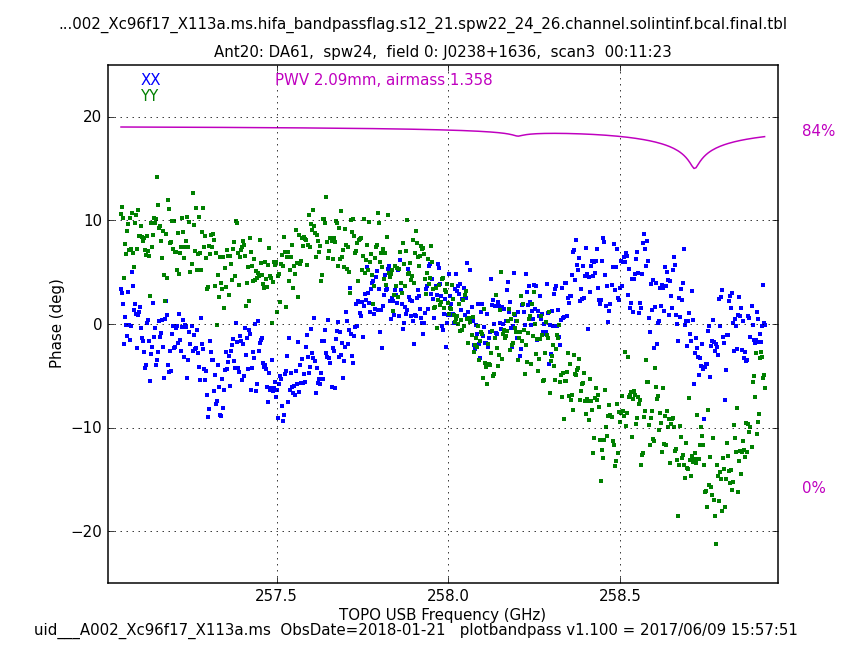 ...002_Xc96f17_X113a.ms.hifa_bandpassflag.s12_21.spw22_24_26.channel.solintinf.bcal.final.tbl
Ant20: DA61, spw24, field 0: J0238+1636, scan3 00:11:23
XX PWV 2.09mm, airmass 1.358
YY
20
84%
10
0
−10
0%
−20
Phase (deg)
257.5 258.0 258.5
TOPO USB Frequency (GHz)
uid___A002_Xc96f17_X113a.ms ObsDate=2018-01-21 plotbandpass v1.100 = 2017/06/09 15:57:51